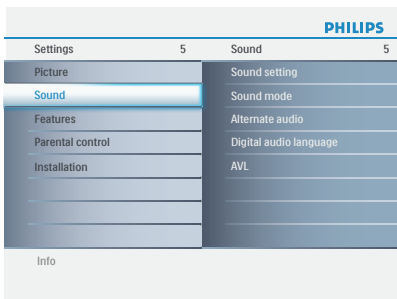 PHILIPS
Settings 5 Sound 5
Picture Sound setting
Sound Sound mode
Features Alternate audio
Parental control Digital audio language
Installation AVL
Info